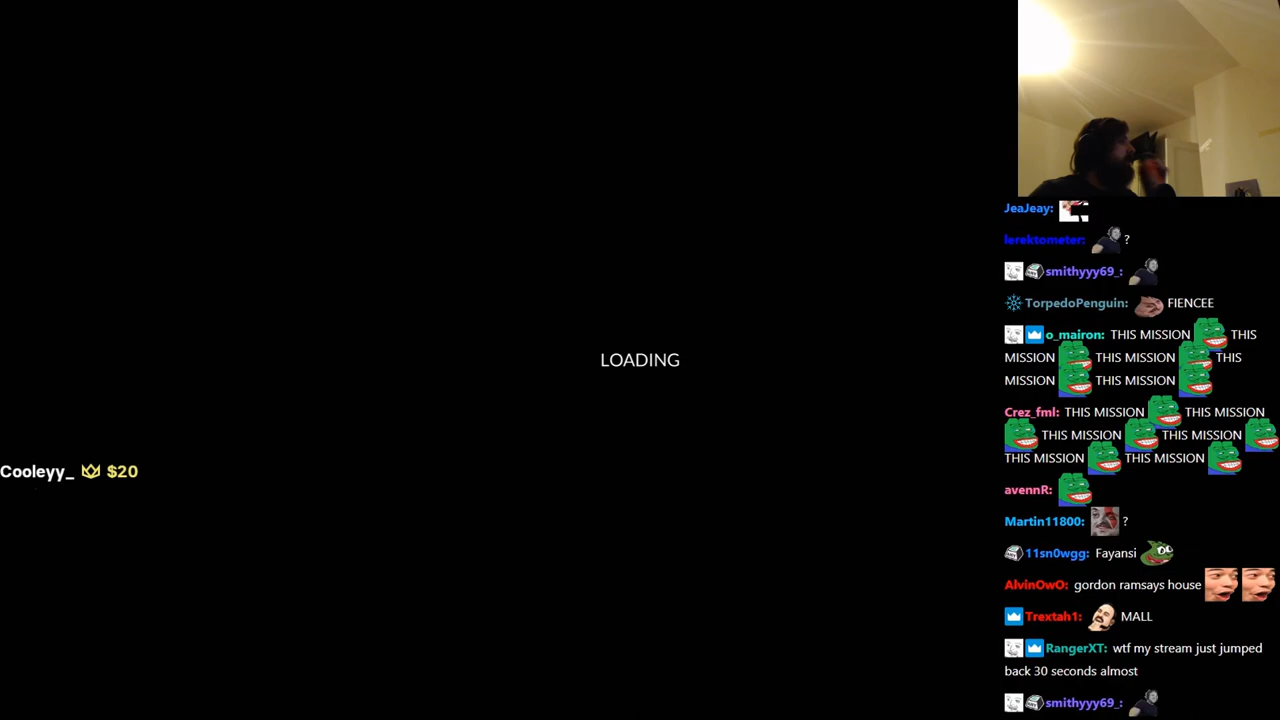 LOADING
Cooleyy_ $20
JeaJeay:
lerektometer: ?
smithyyy69_:
TorpedoPenguin: FIENCEE
o_mairon: THIS MISSION THIS
MISSION THIS MISSION THIS
MISSION THIS MISSION
Crez_fml: THIS MISSION THIS MISSION
THIS MISSION THIS MISSION
THIS MISSION THIS MISSION
avennR:
Martin11800: ?
11sn0wgg: Fayansi
AlvinOwO: gordon ramsays house
Trextah1: MALL
RangerXT: wtf my stream just jumped
back 30 seconds almost
smithyyy69_: